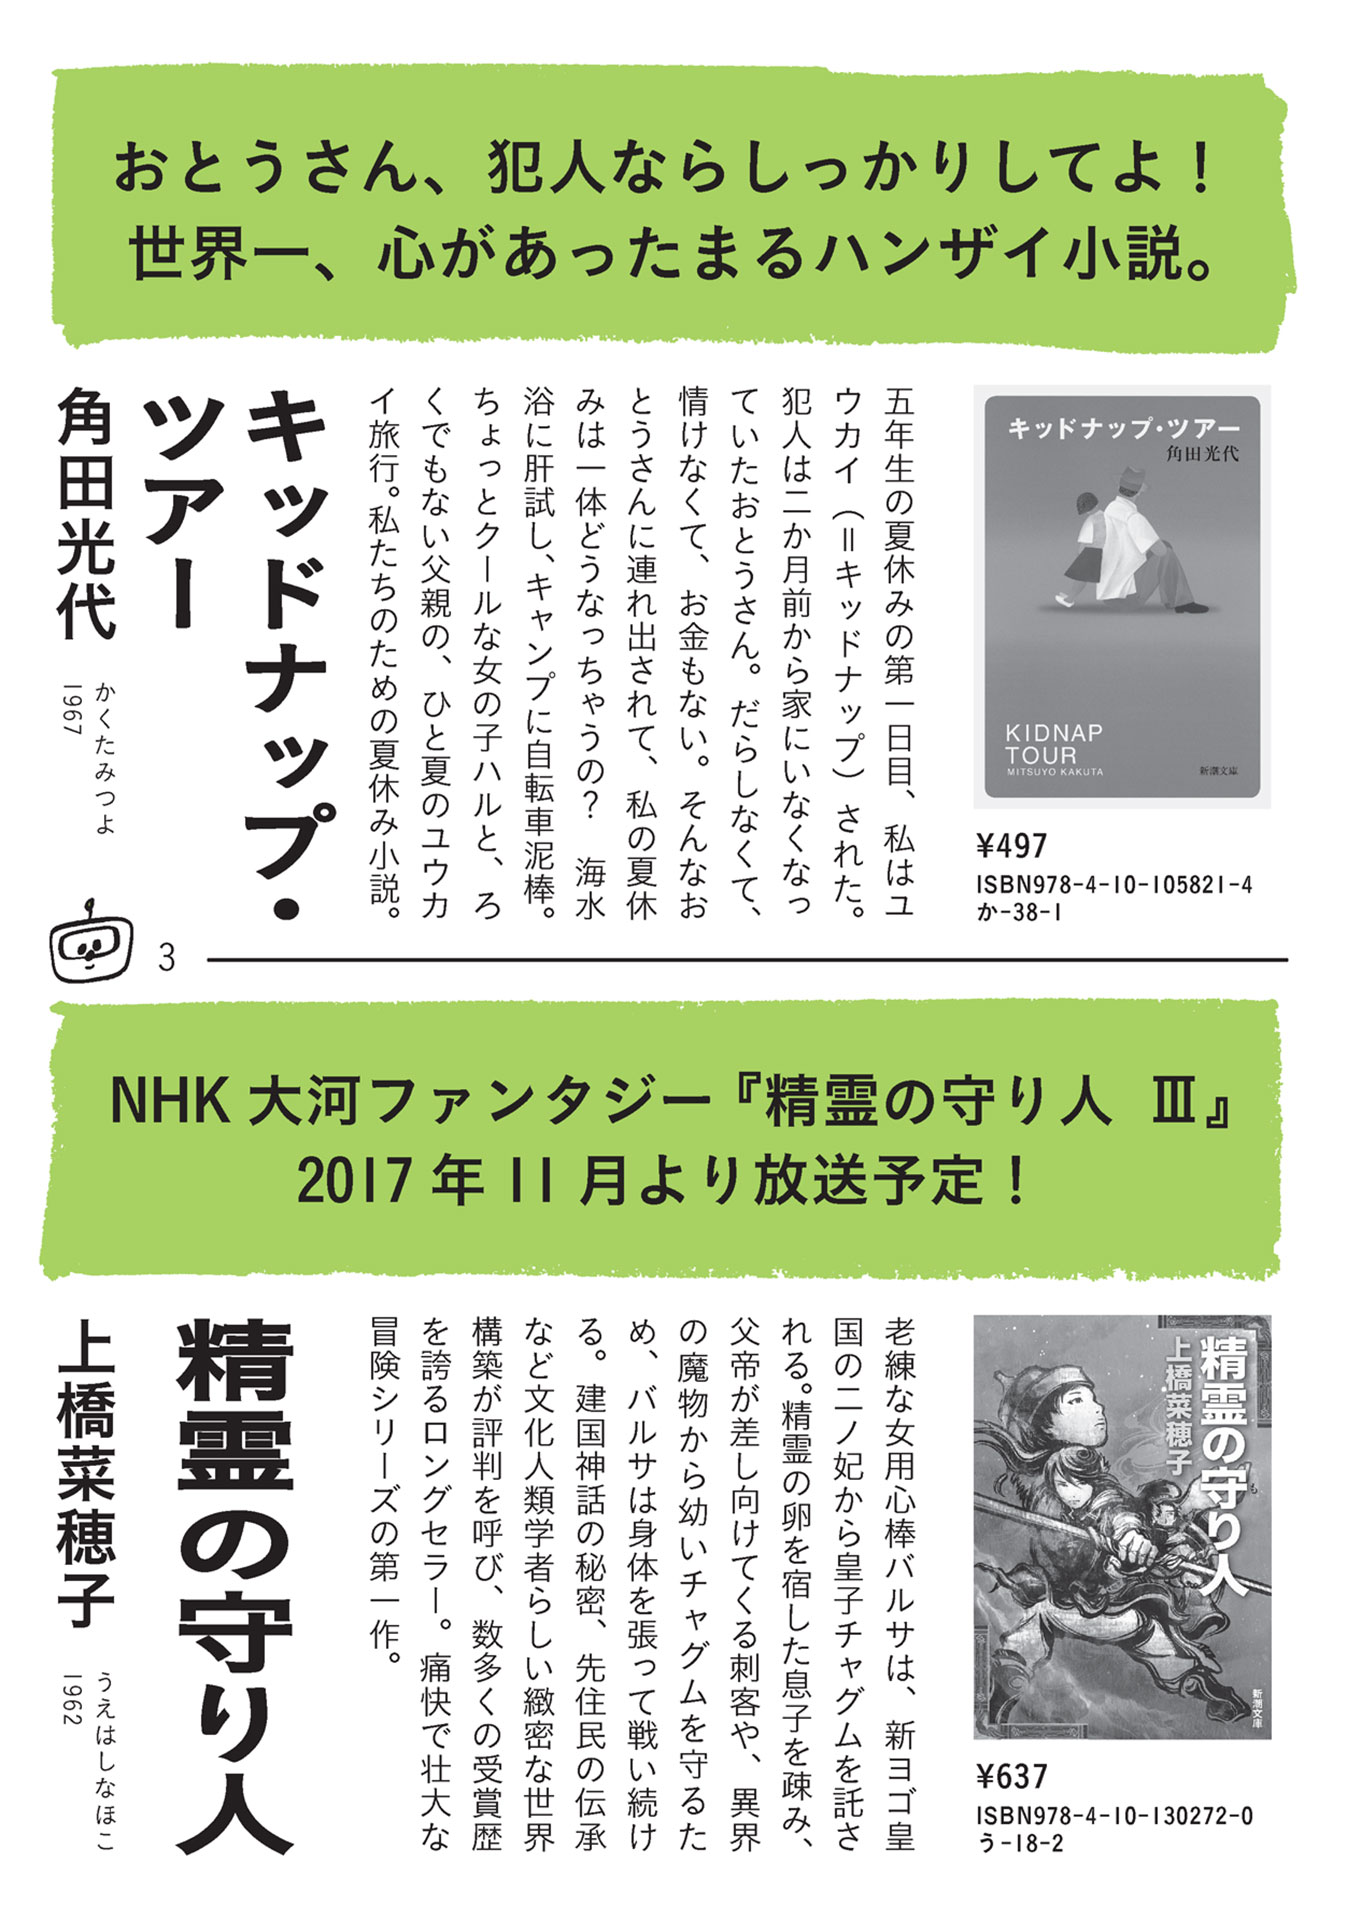 おとうさん、犯人ならしっかりしてよ！
世界一、心があったまるハンザイ小説。
キッドナップ・ツアー
角田光代
KIDNAP
TOUR
MITSUYO KAKUTA
新潮文庫
¥497
ISBN978-4-10-105821-4
か-38-1
五年生の夏休みの第一日目、私はユ
ウカイ（＝キッドナップ）された。
犯人は二か月前から家にいなくなっ
ていたおとうさん。だらしなくて、
情けなくて、お金もない。そんなお
とうさんに連れ出されて、私の夏休
みは一体どうなっちゃうの？　海水
浴に肝試し、キャンプに自転車泥棒。
ちょっとクールな女の子ハルと、ろ
くでもない父親の、ひと夏のユウカ
イ旅行。私たちのための夏休み小説。
キッドナップ・
ツアー
角田光代
かくたみつよ
1967
3
NHK 大河ファンタジー『精霊の守り人 Ⅲ』
2017 年 11 月より放送予定！
精霊の守り人
も
上橋菜穂子
新潮文庫
¥637
ISBN978-4-10-130272-0
う-18-2
老練な女用心棒バルサは、新ヨゴ皇
国の二ノ妃から皇子チャグムを託さ
れる。精霊の卵を宿した息子を疎み、
父帝が差し向けてくる刺客や、異界
の魔物から幼いチャグムを守るた
め、バルサは身体を張って戦い続け
る。建国神話の秘密、先住民の伝承
など文化人類学者らしい緻密な世界
構築が評判を呼び、数多くの受賞歴
を誇るロングセラー。痛快で壮大な
冒険シリーズの第一作。
精霊の守り人
上橋菜穂子
うえはしなほこ
1962